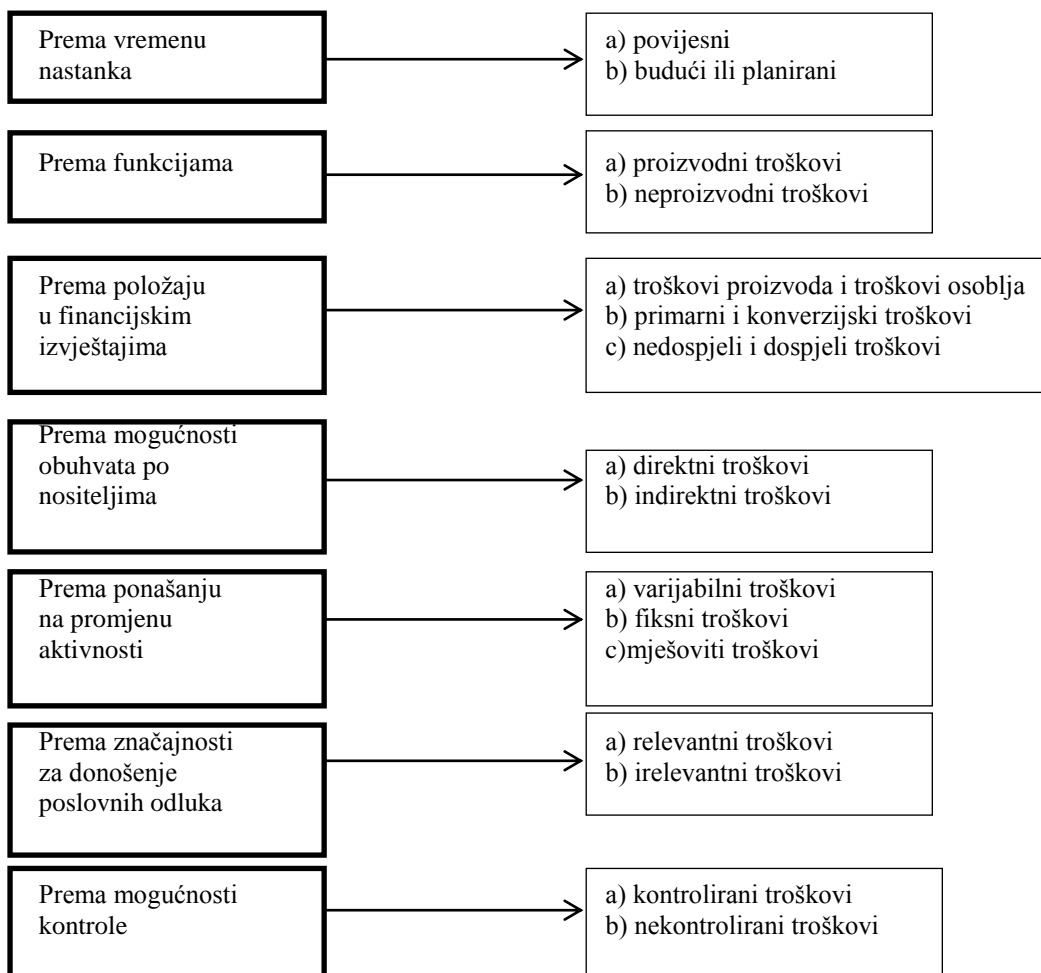 Prema vremenu
nastanka
a) povijesni
b) budući ili planirani
Prema funkcijama
a) proizvodni troškovi
b) neproizvodni troškovi
Prema položaju
u financijskim
izvještajima
a) troškovi proizvoda i troškovi osoblja
b) primarni i konverzijski troškovi
c) nedospjeli i dospjeli troškovi
Prema mogućnosti
obuhvata po
nositeljima
a) direktni troškovi
b) indirektni troškovi
Prema ponašanju
na promjenu
aktivnosti
a) varijabilni troškovi
b) fiksni troškovi
c)mješoviti troškovi
Prema značajnosti
za donošenje
poslovnih odluka
a) relevantni troškovi
b) irelevantni troškovi
Prema mogućnosti
kontrole
a) kontrolirani troškovi
b) nekontrolirani troškovi